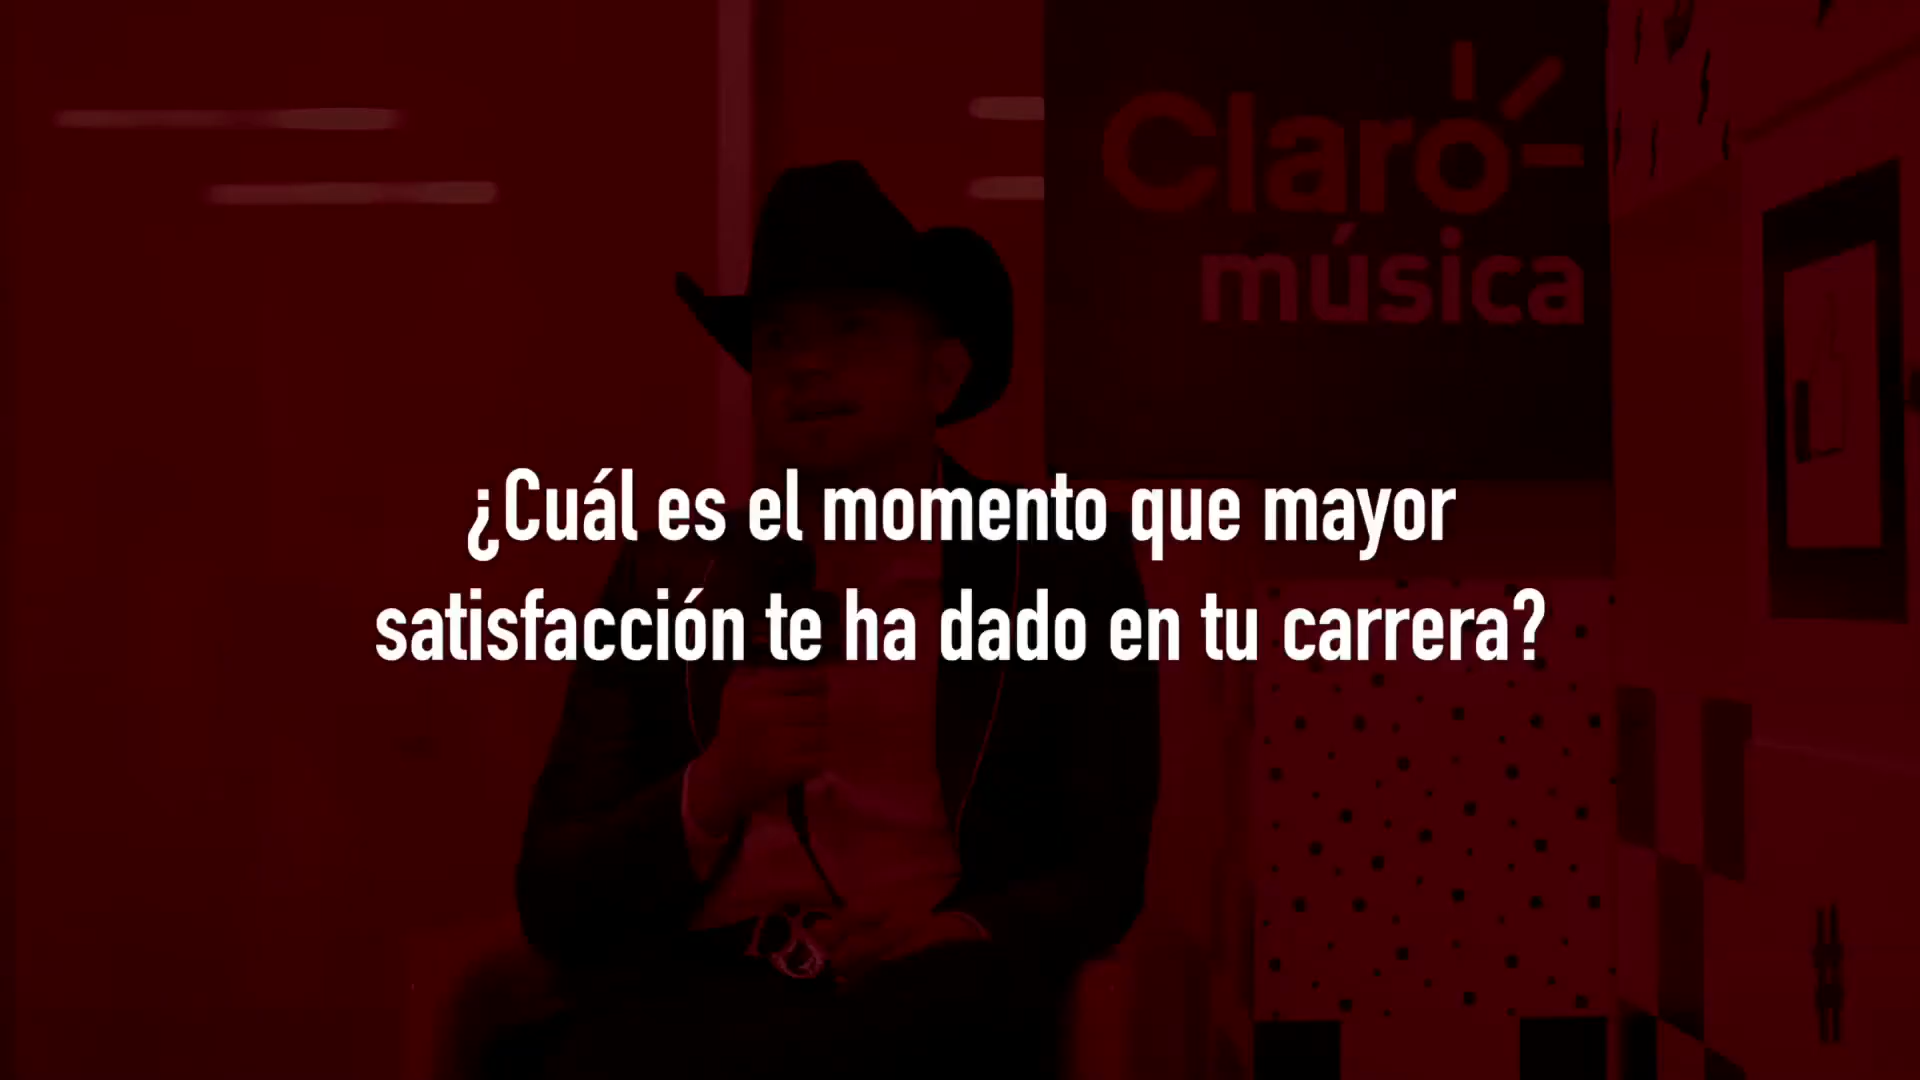 Claro-
música
¿Cuál es el momento que mayor
satisfacción te ha dado en tu carrera?